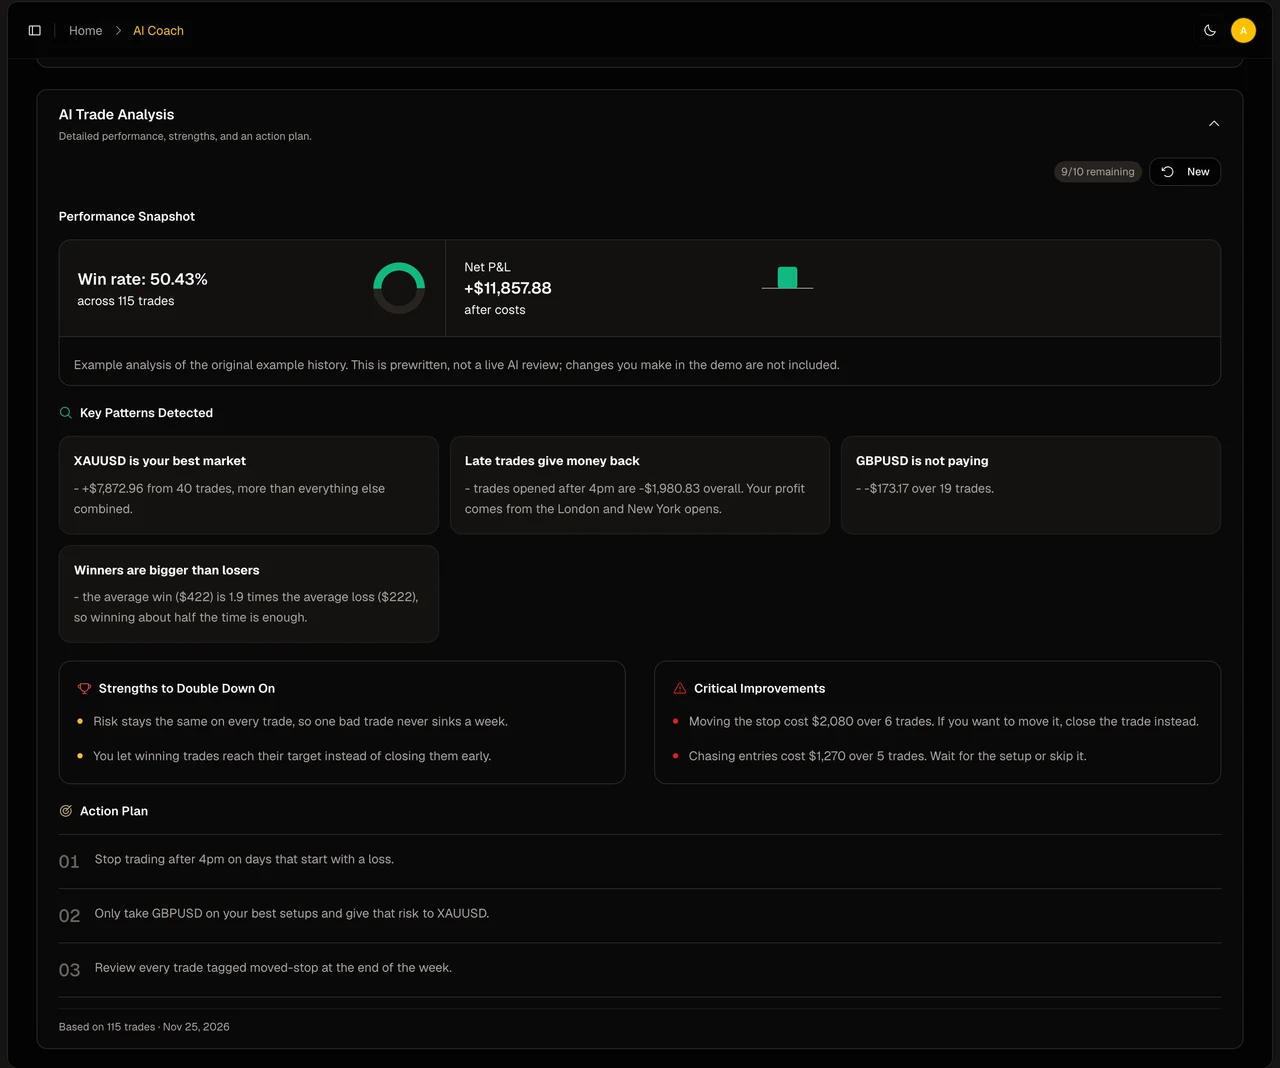 Home
AI Coach
A
AI Trade Analysis
Detailed performance, strengths, and an action plan.
9/10 remaining
New
Performance Snapshot
Win rate: 50.43%
across 115 trades
Net P&L
+$11,857.88
after costs
Example analysis of the original example history. This is prewritten, not a live AI review; changes you make in the demo are not included.
Key Patterns Detected
XAUUSD is your best market
- +$7,872.96 from 40 trades, more than everything else
combined.
Late trades give money back
- trades opened after 4pm are -$1,980.83 overall. Your profit
comes from the London and New York opens.
GBPUSD is not paying
- -$173.17 over 19 trades.
Winners are bigger than losers
- the average win ($422) is 1.9 times the average loss ($222),
so winning about half the time is enough.
Strengths to Double Down On
Risk stays the same on every trade, so one bad trade never sinks a week.
You let winning trades reach their target instead of closing them early.
Critical Improvements
Moving the stop cost $2,080 over 6 trades. If you want to move it, close the trade instead.
Chasing entries cost $1,270 over 5 trades. Wait for the setup or skip it.
Action Plan
01 Stop trading after 4pm on days that start with a loss.
02 Only take GBPUSD on your best setups and give that risk to XAUUSD.
03 Review every trade tagged moved-stop at the end of the week.
Based on 115 trades · Nov 25, 2026